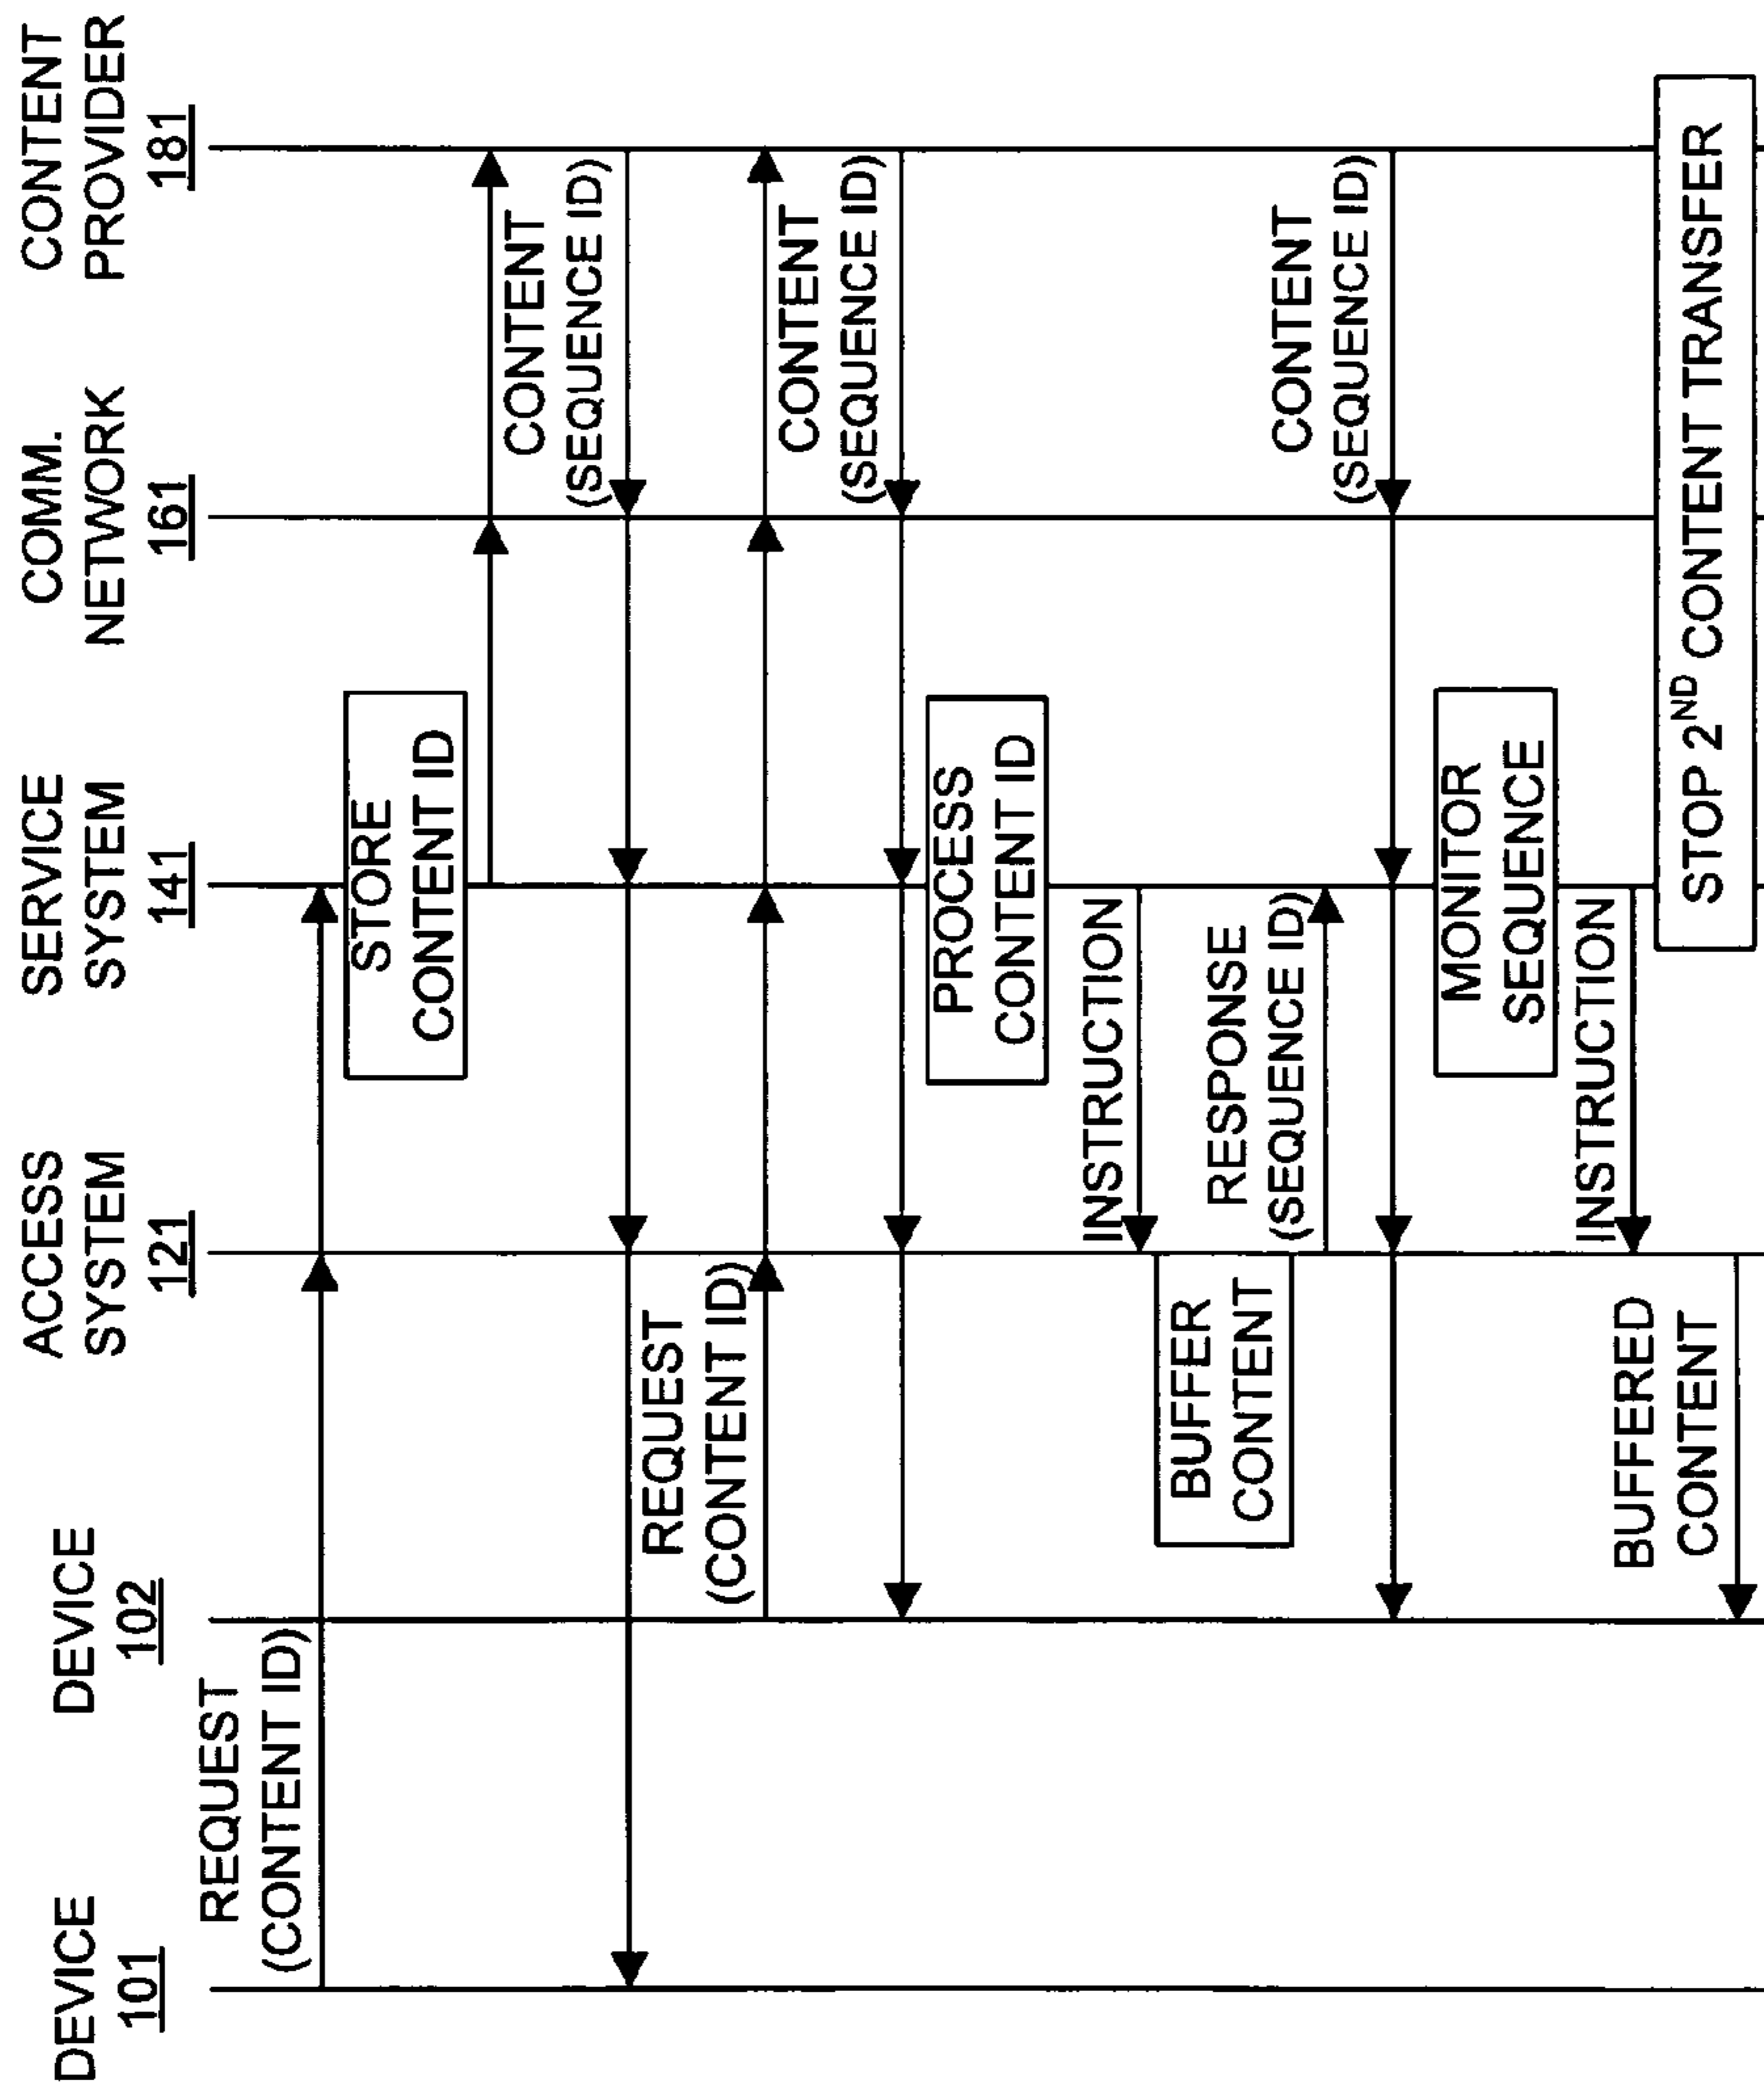 DEVICE
101
DEVICE
102
ACCESS
SYSTEM
121
SERVICE
SYSTEM
141
COMM.
NETWORK
161
CONTENT
PROVIDER
181
REQUEST
(CONTENT ID)
STORE
CONTENT ID
CONTENT
(SEQUENCE ID)
REQUEST
(CONTENT ID)
CONTENT
(SEQUENCE ID)
PROCESS
CONTENT ID
INSTRUCTION
BUFFER
CONTENT
RESPONSE
(SEQUENCE ID)
CONTENT
(SEQUENCE ID)
MONITOR
SEQUENCE
INSTRUCTION
STOP 2ND CONTENT TRANSFER
BUFFERED
CONTENT